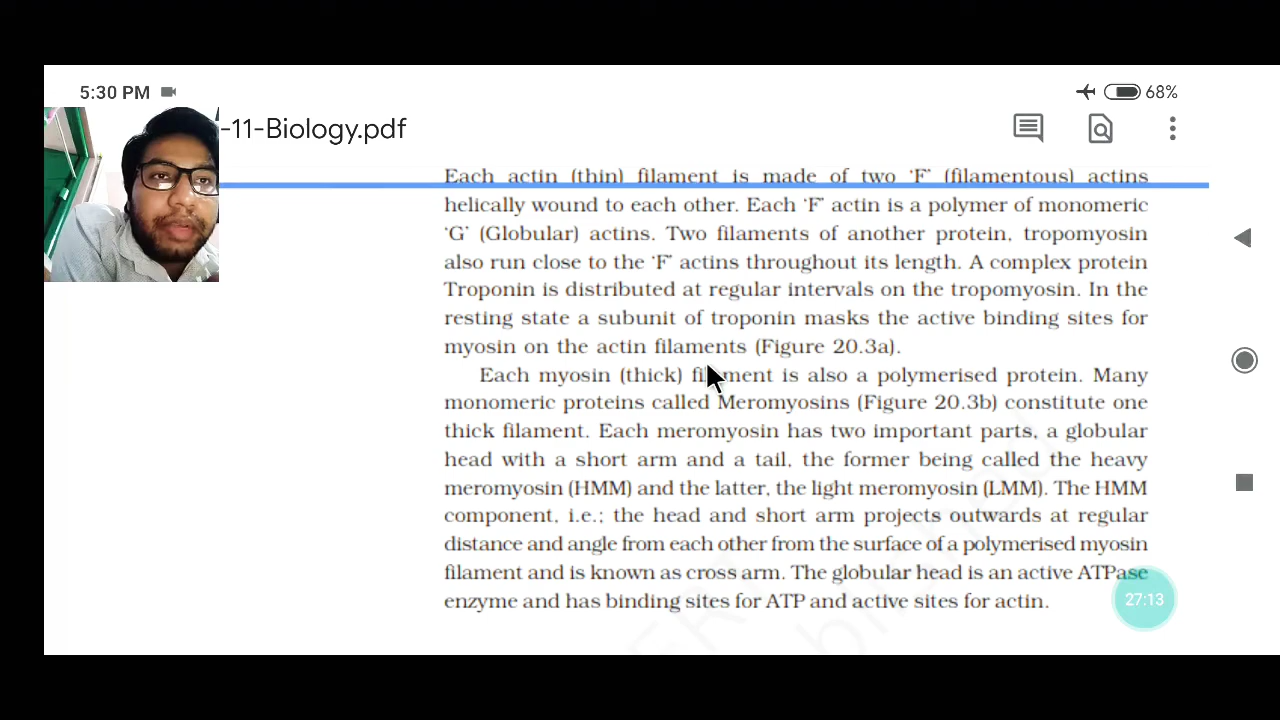 5:30 PM
68%
-11-Biology.pdf
Each actin (thin) filament is made of two ‘F’ (filamentous) actins
helically wound to each other. Each ‘F’ actin is a polymer of monomeric
‘G’ (Globular) actins. Two filaments of another protein, tropomyosin
also run close to the ‘F’ actins throughout its length. A complex protein
Troponin is distributed at regular intervals on the tropomyosin. In the
resting state a subunit of troponin masks the active binding sites for
myosin on the actin filaments (Figure 20.3a).
Each myosin (thick) filament is also a polymerised protein. Many
monomeric proteins called Meromyosins (Figure 20.3b) constitute one
thick filament. Each meromyosin has two important parts, a globular
head with a short arm and a tail, the former being called the heavy
meromyosin (HMM) and the latter, the light meromyosin (LMM). The HMM
component, i.e.; the head and short arm projects outwards at regular
distance and angle from each other from the surface of a polymerised myosin
filament and is known as cross arm. The globular head is an active ATPase
enzyme and has binding sites for ATP and active sites for actin.
27:13